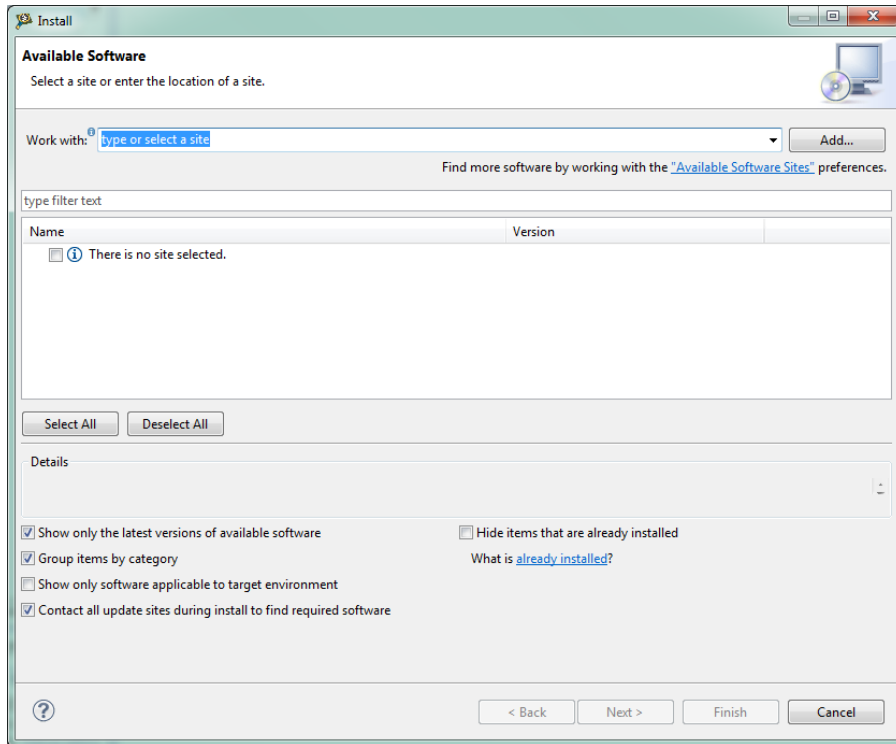 Install
Available Software
Select a site or enter the location of a site.
Work with: type or select a site Add...
Find more software by working with the "Available Software Sites" preferences.
type filter text
Name Version
There is no site selected.
Select All Deselect All
Details
Show only the latest versions of available software Hide items that are already installed
Group items by category What is already installed?
Show only software applicable to target environment
Contact all update sites during install to find required software
? < Back Next > Finish Cancel